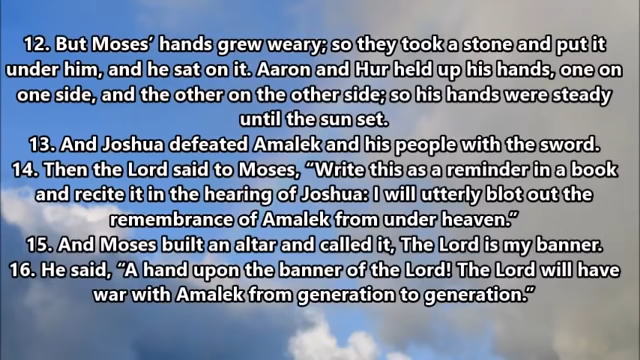 12. But Moses’ hands grew weary; so they took a stone and put it
under him, and he sat on it. Aaron and Hur held up his hands, one on
one side, and the other on the other side; so his hands were steady
until the sun set.
13. And Joshua defeated Amalek and his people with the sword.
14. Then the Lord said to Moses, “Write this as a reminder in a book
and recite it in the hearing of Joshua: I will utterly blot out the
remembrance of Amalek from under heaven.”
15. And Moses built an altar and called it, The Lord is my banner.
16. He said, “A hand upon the banner of the Lord! The Lord will have
war with Amalek from generation to generation.”